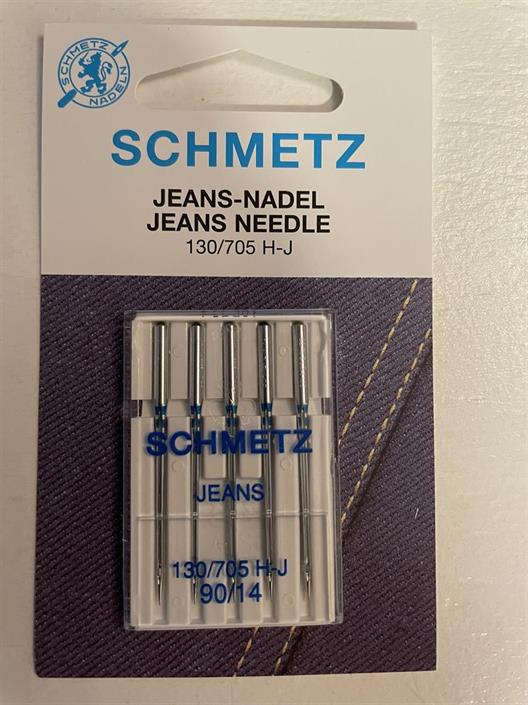 SCHMETZ
NADELN
SCHMETZ
JEANS-NADEL
JEANS NEEDLE
130/705 H-J
SCHMETZ
JEANS
130/705 H-J
90/14